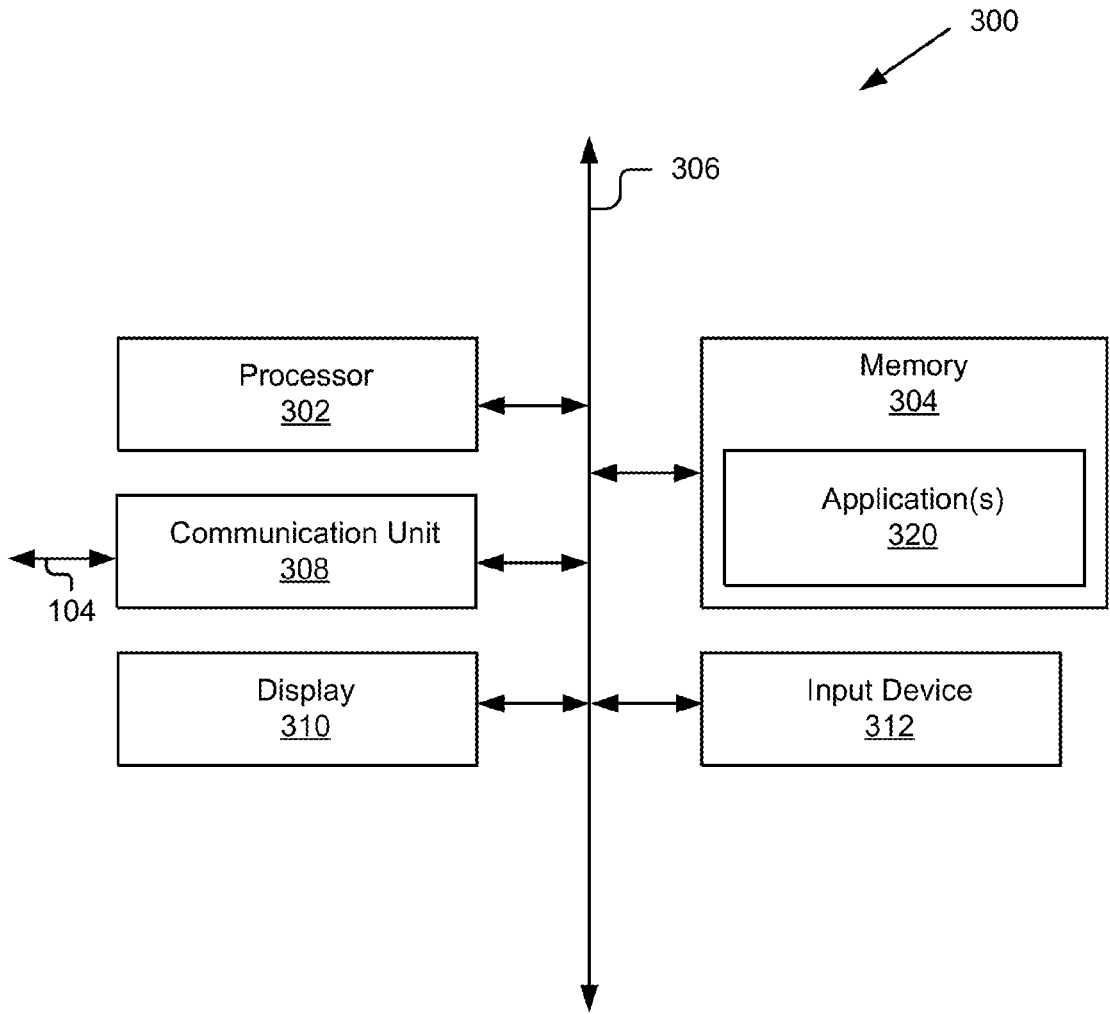 300
306
Processor
302
Memory
304
Application(s)
320
Communication Unit
308
104
Display
310
Input Device
312